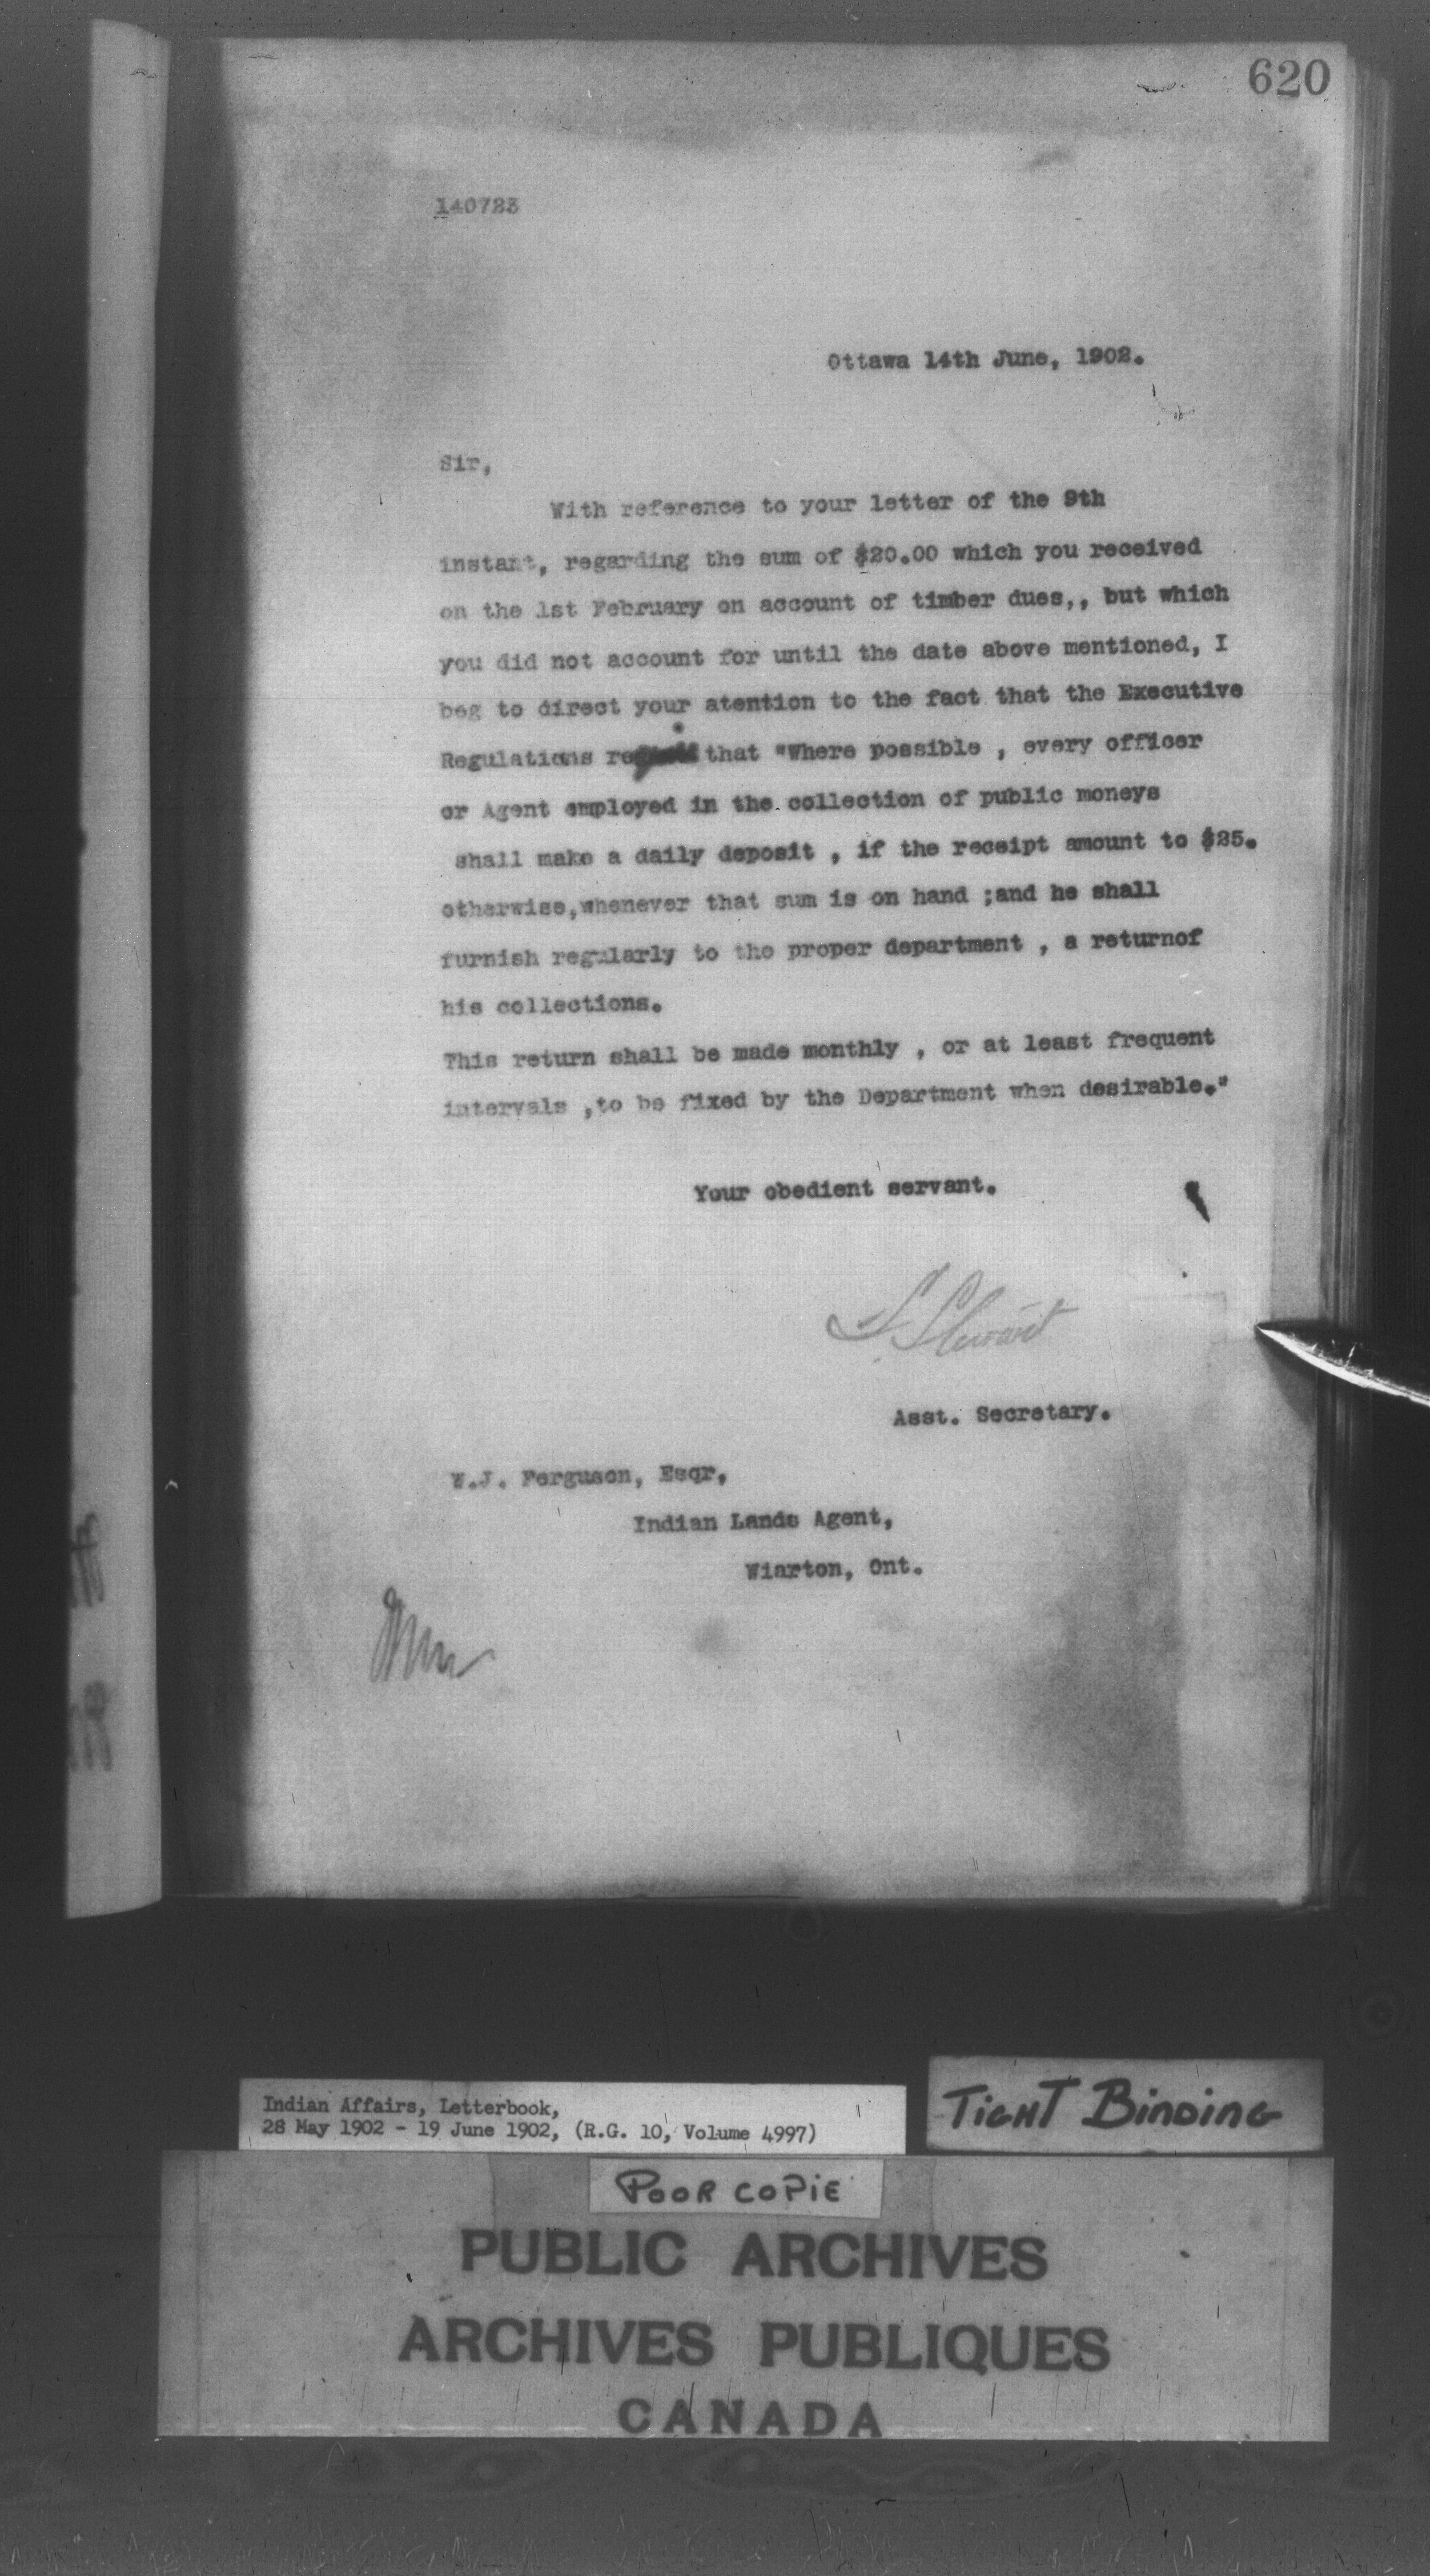 620
140723
Ottawa 14th June, 1902.
Sir,
With reference to your letter of the 9th
instant, regarding the sum of $20.00 which you received
on the 1st February on account of timber dues,, but which
you did not account for until the date above mentioned, I
beg to direct your atention to the fact that the Executive
Regulations that "Where possible , every officer
or Agent employed in the collection of public moneys
shall make a daily deposit , if the receipt amount to $25.
otherwise,whenever that sum is on hand ;and he shall
furnish regularly to the proper department , a returnof
his collections.
This return shall be made monthly , or at least frequent
intervals ,to be fixed by the Department when desirable."
Your obedient servant.
S. Stewart
Asst. Secretary.
W.J. Ferguson, Esqr,
Indian Lands Agent,
Wiarton, Ont.
Indian Affairs, Letterbook,
28 May 1902 - 19 June 1902, (R.G. 10, Volume 4997)
TIGHT BINDING
POOR COPIE
PUBLIC ARCHIVES
ARCHIVES PUBLIQUES
CANADA